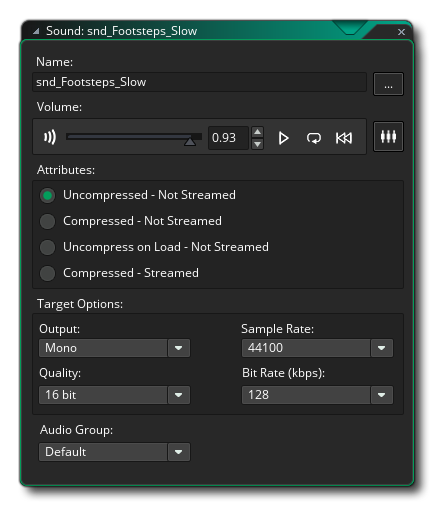 Sound: snd_Footsteps_Slow
Name:
snd_Footsteps_Slow ...
Volume:
0.93
Attributes:
Uncompressed - Not Streamed
Compressed - Not Streamed
Uncompress on Load - Not Streamed
Compressed - Streamed
Target Options:
Output: Sample Rate:
Mono 44100
Quality: Bit Rate (kbps):
16 bit 128
Audio Group:
Default